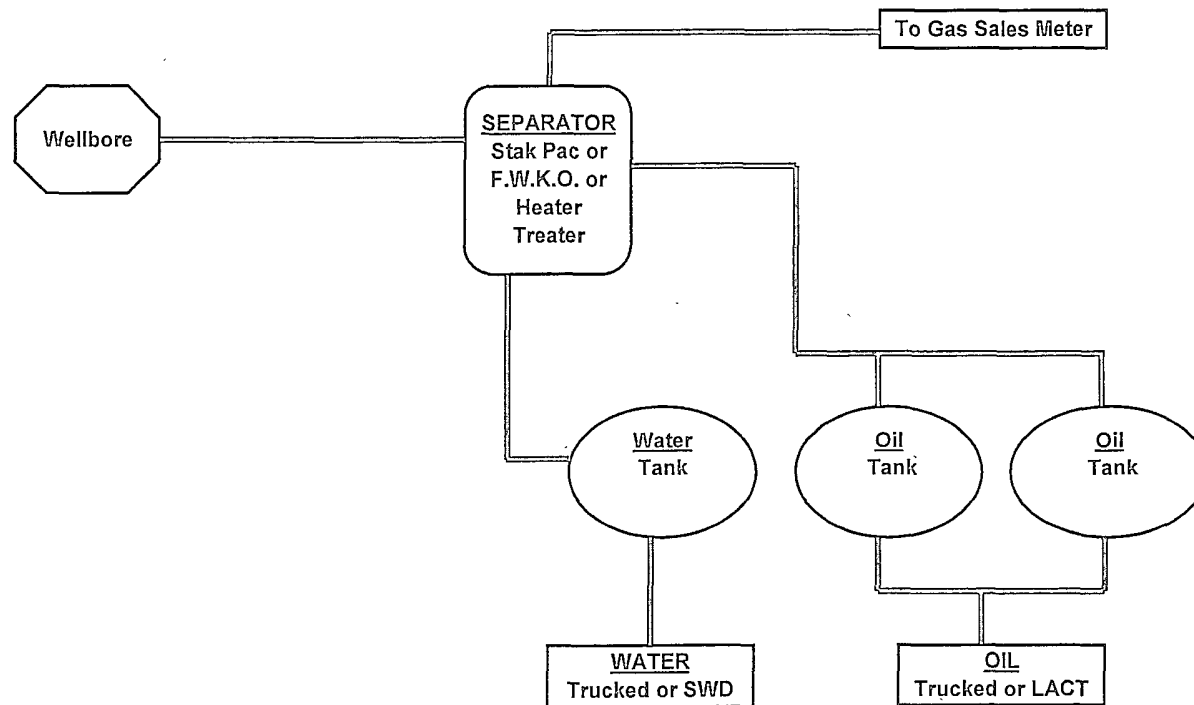 To Gas Sales Meter
Wellbore
SEPARATOR
Stak Pac or
F.W.K.O. or
Heater
Treater
Water
Tank
Oil
Tank
Oil
Tank
WATER
Trucked or SWD
OIL
Trucked or LACT